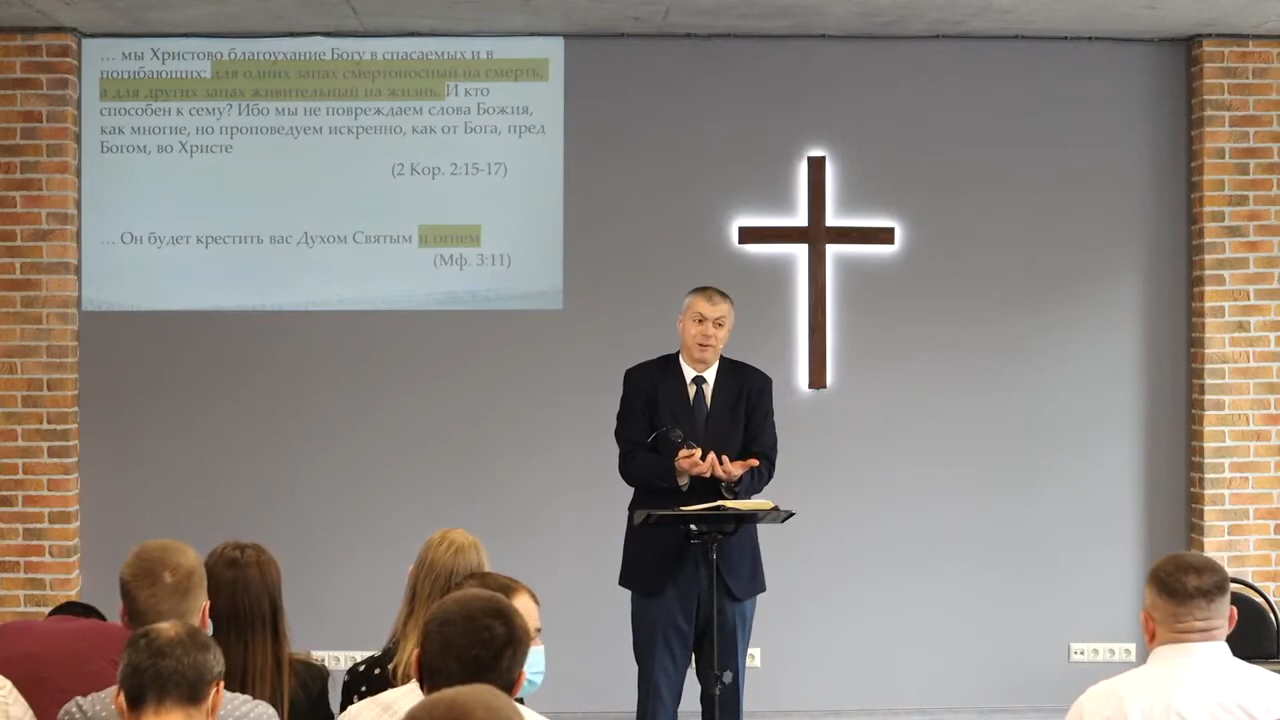 … мы Христово благоухание Богу в спасаемых и в
погибающих: для одних запах смертоносный на смерть,
а для других запах живительный на жизнь. И кто
способен к сему? Ибо мы не повреждаем слова Божия,
как многие, но проповедуем искренно, как от Бога, пред
Богом, во Христе
(2 Кор. 2:15-17)
… Он будет крестить вас Духом Святым и огнем
(Мф. 3:11)